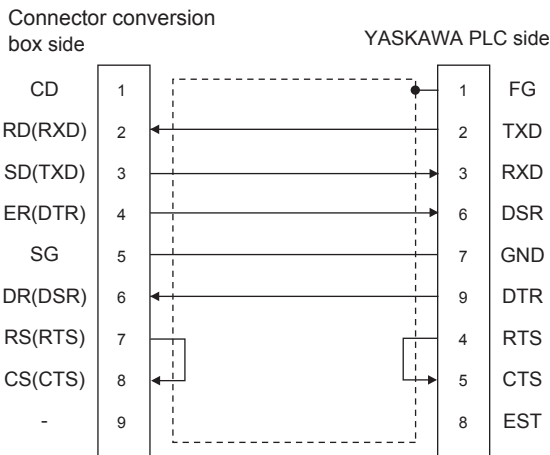 Connector conversion
box side
YASKAWA PLC side
CD 1 1 FG
RD(RXD) 2 2 TXD
SD(TXD) 3 3 RXD
ER(DTR) 4 6 DSR
SG 5 7 GND
DR(DSR) 6 9 DTR
RS(RTS) 7 4 RTS
CS(CTS) 8 5 CTS
- 9 8 EST